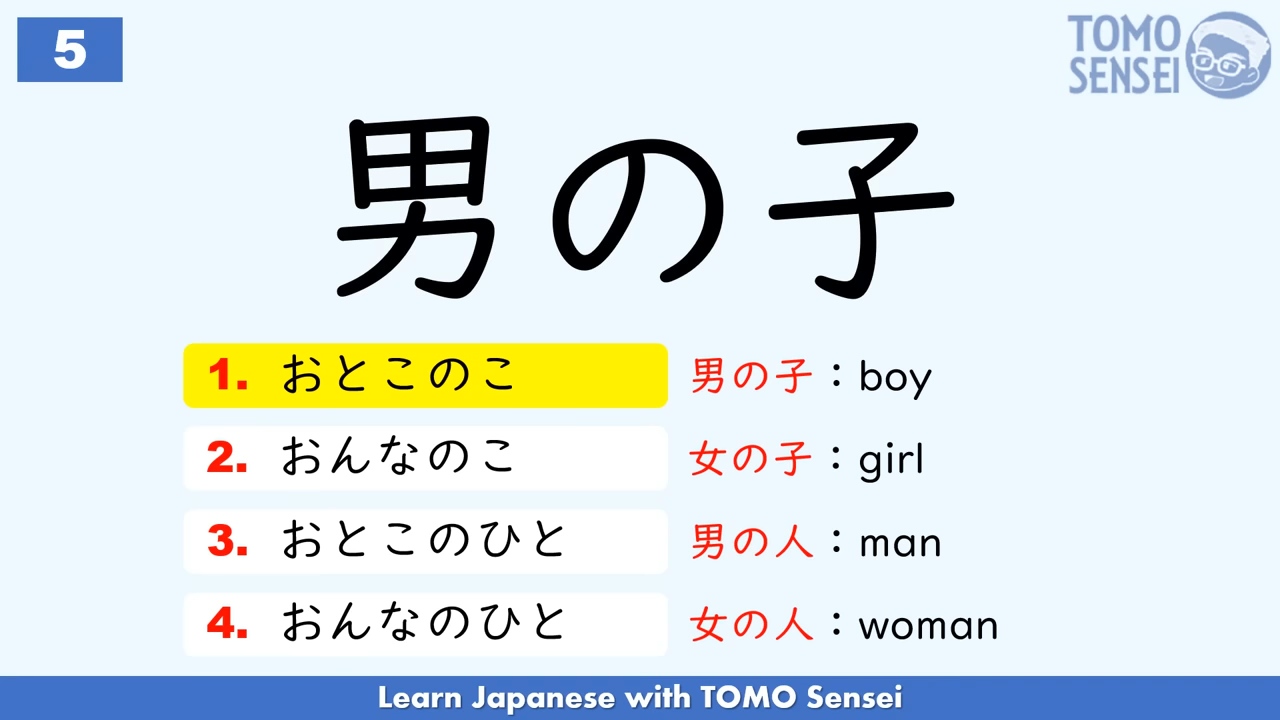 5
TOMO
SENSEI
男の子
1. おとこのこ 男の子：boy
2. おんなのこ 女の子：girl
3. おとこのひと 男の人：man
4. おんなのひと 女の人：woman
Learn Japanese with TOMO Sensei